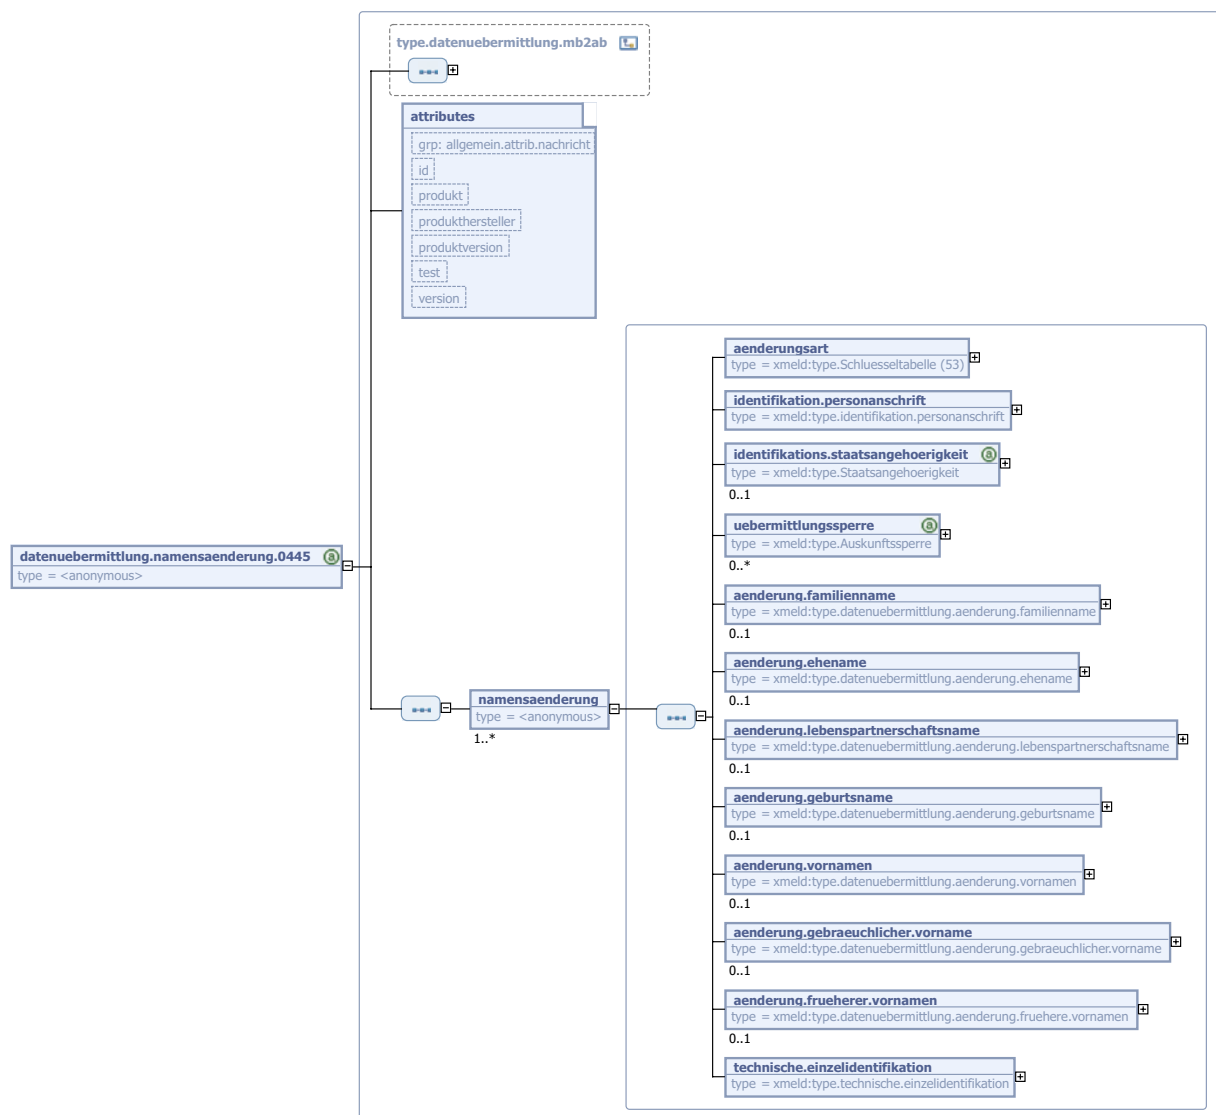 type.datenuebermittlung.mb2ab
attributes
grp: allgemein.attrib.nachricht
id
produkt
produkthersteller
produktversion
test
version
datenuebermittlung.namensaenderung.0445
type = <anonymous>
namensaenderung
type = <anonymous>
1..*
aenderungsart
type = xmeld:type.Schluesseltabelle (53)
identifikation.personanschrift
type = xmeld:type.identifikation.personanschrift
identifikations.staatsangehoerigkeit
type = xmeld:type.Staatsangehoerigkeit
0..1
uebermittlungssperre
type = xmeld:type.Auskunftssperre
0..*
aenderung.familienname
type = xmeld:type.datenuebermittlung.aenderung.familienname
0..1
aenderung.ehename
type = xmeld:type.datenuebermittlung.aenderung.ehename
0..1
aenderung.lebenspartnerschaftsname
type = xmeld:type.datenuebermittlung.aenderung.lebenspartnerschaftsname
0..1
aenderung.geburtsname
type = xmeld:type.datenuebermittlung.aenderung.geburtsname
0..1
aenderung.vornamen
type = xmeld:type.datenuebermittlung.aenderung.vornamen
0..1
aenderung.gebraeuchlicher.vorname
type = xmeld:type.datenuebermittlung.aenderung.gebraeuchlicher.vorname
0..1
aenderung.frueherer.vornamen
type = xmeld:type.datenuebermittlung.aenderung.fruehere.vornamen
0..1
technische.einzelidentifikation
type = xmeld:type.technische.einzelidentifikation